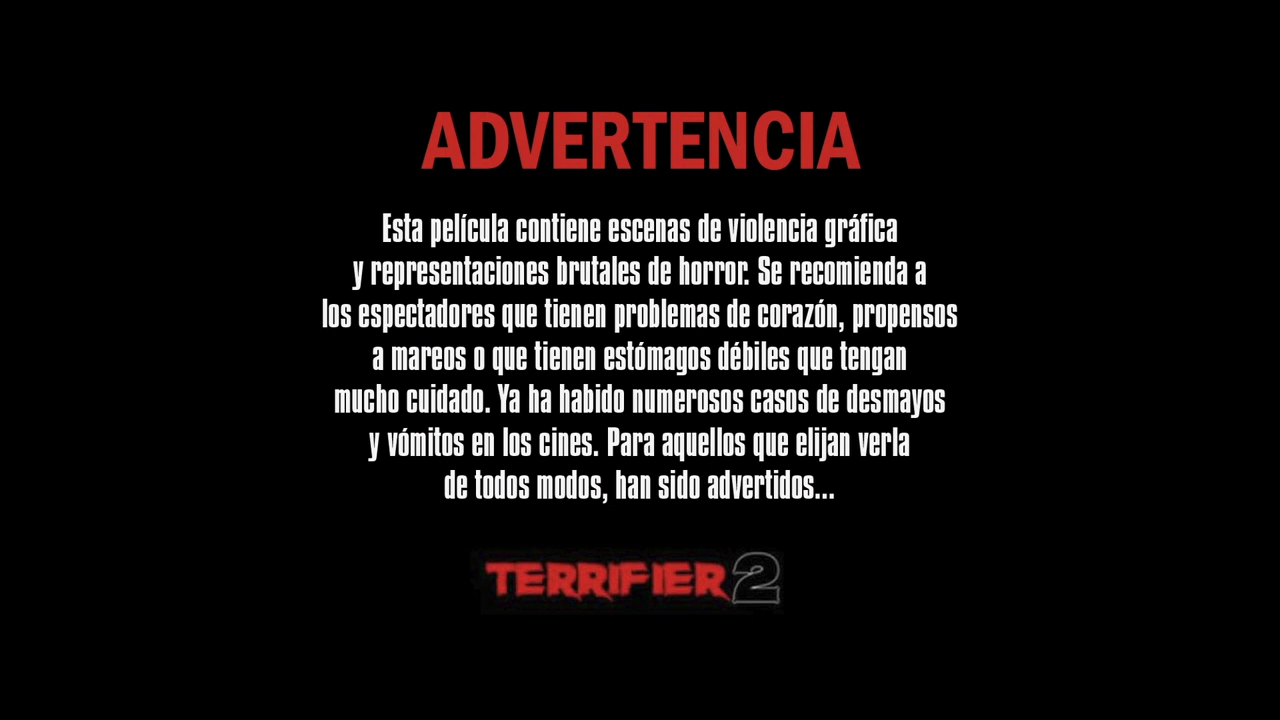 ADVERTENCIA
Esta película contiene escenas de violencia gráfica
y representaciones brutales de horror. Se recomienda a
los espectadores que tienen problemas de corazón, propensos
a mareos o que tienen estómagos débiles que tengan
mucho cuidado. Ya ha habido numerosos casos de desmayos
y vómitos en los cines. Para aquellos que elijan verla
de todos modos, han sido advertidos...
TERRIFIER 2